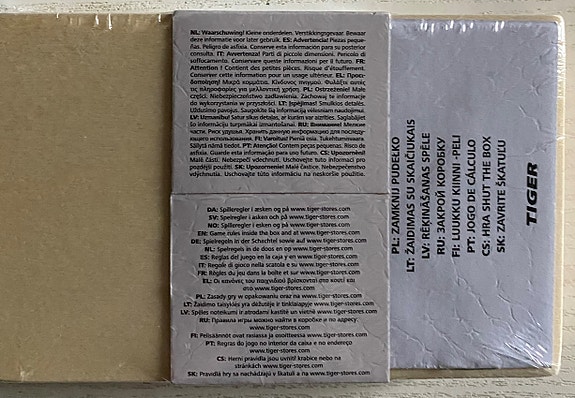 NL: Waarschuwing! Kleine onderdelen. Verstikkingsgevaar. Bewaar
deze informatie voor later gebruik. ES: Advertencia! Piezas peque-
ñas. Peligro de asfixia. Conserve esta información para su posterior
consulta. IT: Avvertenza! Parti di piccole dimensioni. Pericolo di
soffocamento. Conservare queste informazioni per il futuro. FR:
Attention ! Contient des petites pièces. Risque d'étouffement.
Conserver cette information pour un usage ultérieur. EL: Προει-
δοποίηση! Μικρά κομμάτια. Κίνδυνος πνιγμού. Φυλάξτε αυτές
τις πληροφορίες για μελλοντική χρήση. PL: Ostrzeżenie! Małe
części. Niebezpieczeństwo zadławienia. Zachowaj te informacje
do wykorzystania w przyszłości. LT: Įspėjimas! Smulkios detalės.
Uždusimo pavojus. Saugokite šią informaciją vėlesniam naudojimui.
LV: Uzmanību! Satur sīkas detaļas, ar kurām var aizrīties. Saglabājiet
šo informāciju turpmākai izmantošanai. RU: Внимание! Мелкие
части. Риск удушья. Хранить данную информацию для последу-
ющего использования. FI: Varoitus! Pieniä osia. Tukehtumisvaara.
Säilytä nämä tiedot. PT: Atenção! Contem peças pequenas. Risco de
asfixia. Guarde esta informação para uso futuro. CS: Upozornění!
Malé části. Nebezpečí vdechnutí. Uschovejte tuto informaci pro
pozdější použití. SK: Upozornenie! Malé častice. Nebezpečenstvo
vdýchnutia. Uschovajte túto informáciu na neskoršie použitie.
DA: Spilleregler i æsken og på www.tiger-stores.com
SV: Spelregler i asken och på www.tiger-stores.com
NO: Spilleregler i esken og på www.tiger-stores.com
EN: Game rules inside the box and at www.tiger-stores.com
DE: Spielregeln in der Schachtel sowie auf www.tiger-stores.com
NL: Spelregels in de doos en op www.tiger-stores.com
ES: Reglas del juego en la caja y en www.tiger-stores.com
IT: Regole di gioco nella scatola e su www.tiger-stores.com
FR: Règles du jeu dans la boîte et sur www.tiger-stores.com
EL: Οι κανόνες του παιχνιδιού βρίσκονται στο κουτί και
στο www.tiger-stores.com
PL: Zasady gry w opakowaniu oraz na www.tiger-stores.com
LT: Žaidimo taisyklės yra dėžutėje ir tinklalapyje www.tiger-stores.com
LV: Spēles noteikumi ir atrodami kastītē un vietnē www.tiger-stores.com
RU: Правила игры можно найти в коробке и по адресу
www.tiger-stores.com
FI: Pelisäännöt ovat rasiassa ja osoitteessa www.tiger-stores.com
PT: Regras do jogo no interior da caixa e no endereço
www.tiger-stores.com
CS: Herní pravidla jsou uvnitř krabice nebo na
stránkách www.tiger-stores.com
SK: Pravidlá hry sa nachádzajú v škatuli a na www.tiger-stores.com
PL: ZAMKNIJ PUDEŁKO
LT: ŽAIDIMAS SU SKAIČIUKAIS
LV: RĒĶINĀŠANAS SPĒLE
RU: ЗАКРОЙ КОРОБКУ
FI: LUUKKU KIINNI -PELI
PT: JOGO DE CÁLCULO
CS: HRA SHUT THE BOX
SK: ZAVRITE ŠKATUĽU
TIGER